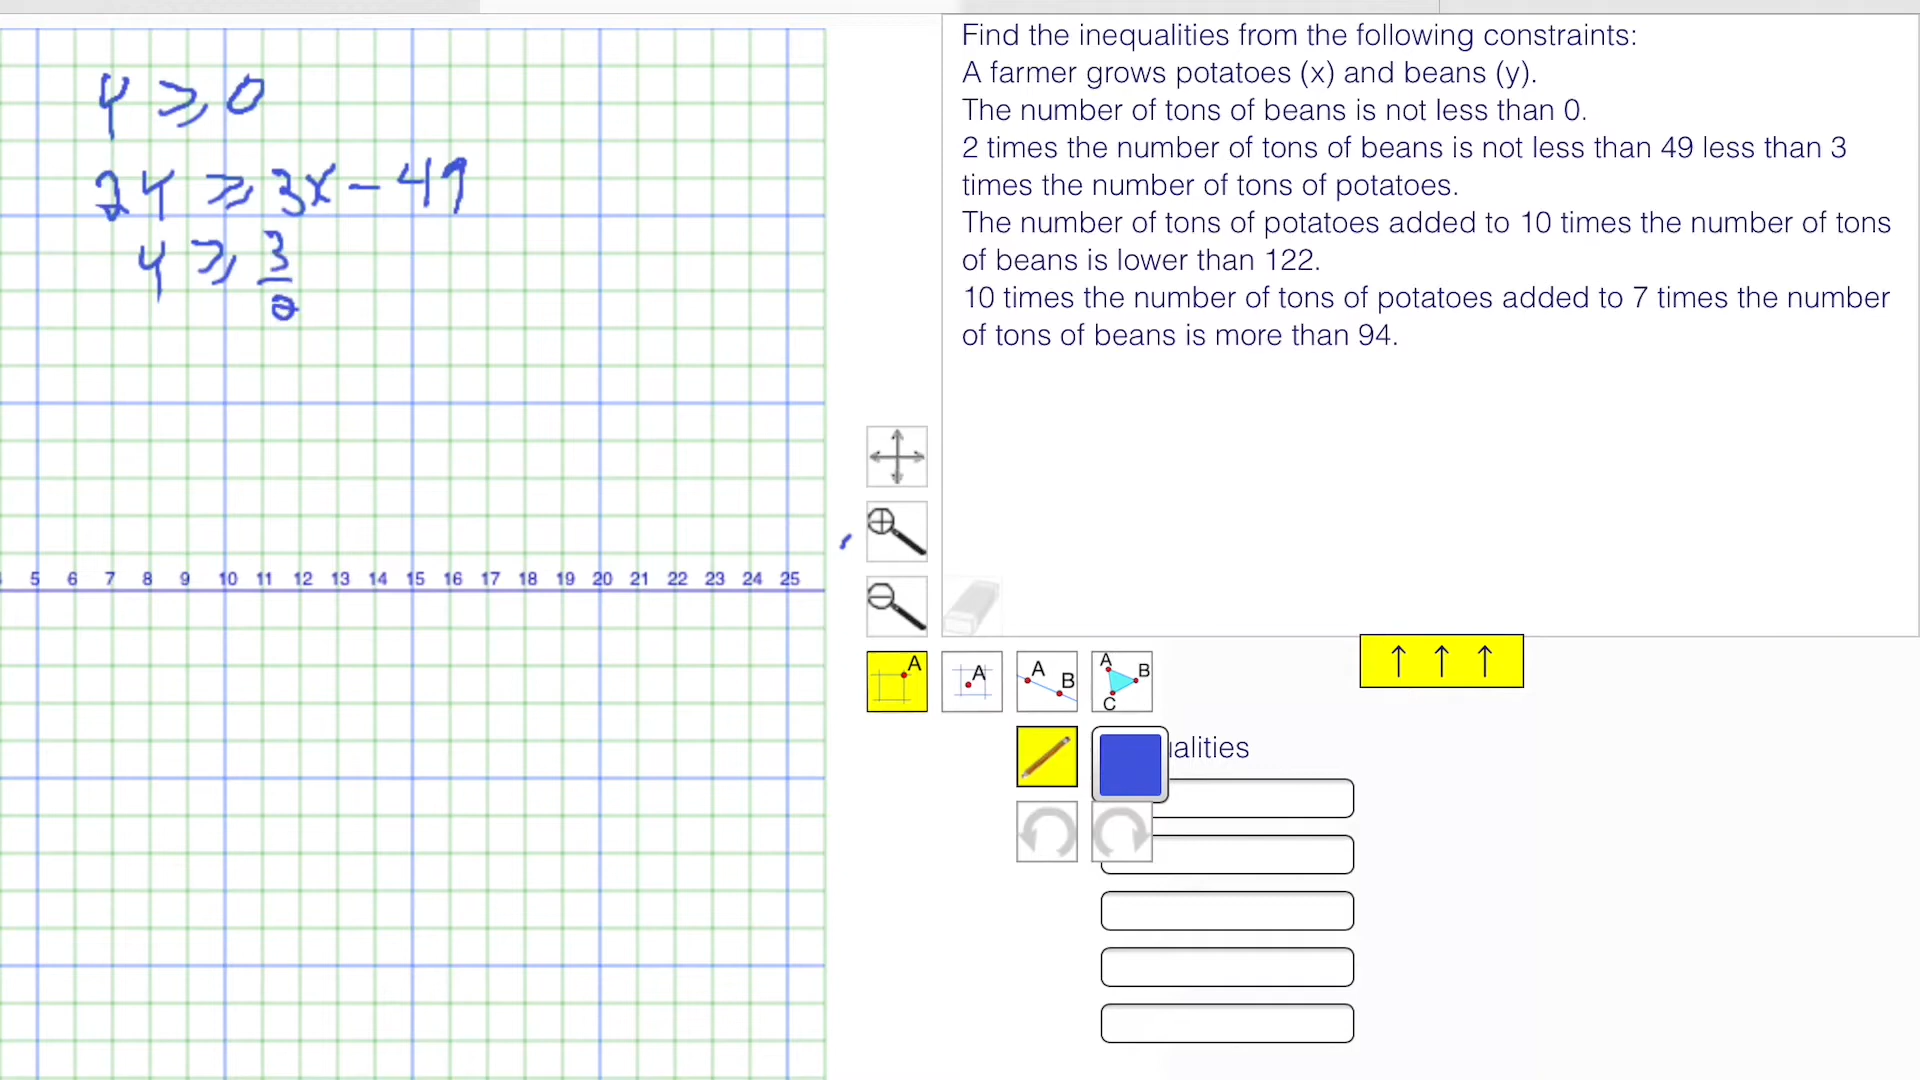 y ⩾ 0
2y ⩾ 3x - 49
y ⩾ 3
2
Find the inequalities from the following constraints:
A farmer grows potatoes (x) and beans (y).
The number of tons of beans is not less than 0.
2 times the number of tons of beans is not less than 49 less than 3
times the number of tons of potatoes.
The number of tons of potatoes added to 10 times the number of tons
of beans is lower than 122.
10 times the number of tons of potatoes added to 7 times the number
of tons of beans is more than 94.
5 6 7 8 9 10 11 12 13 14 15 16 17 18 19 20 21 22 23 24 25
A
A
A B
A B C
↑ ↑ ↑
alities